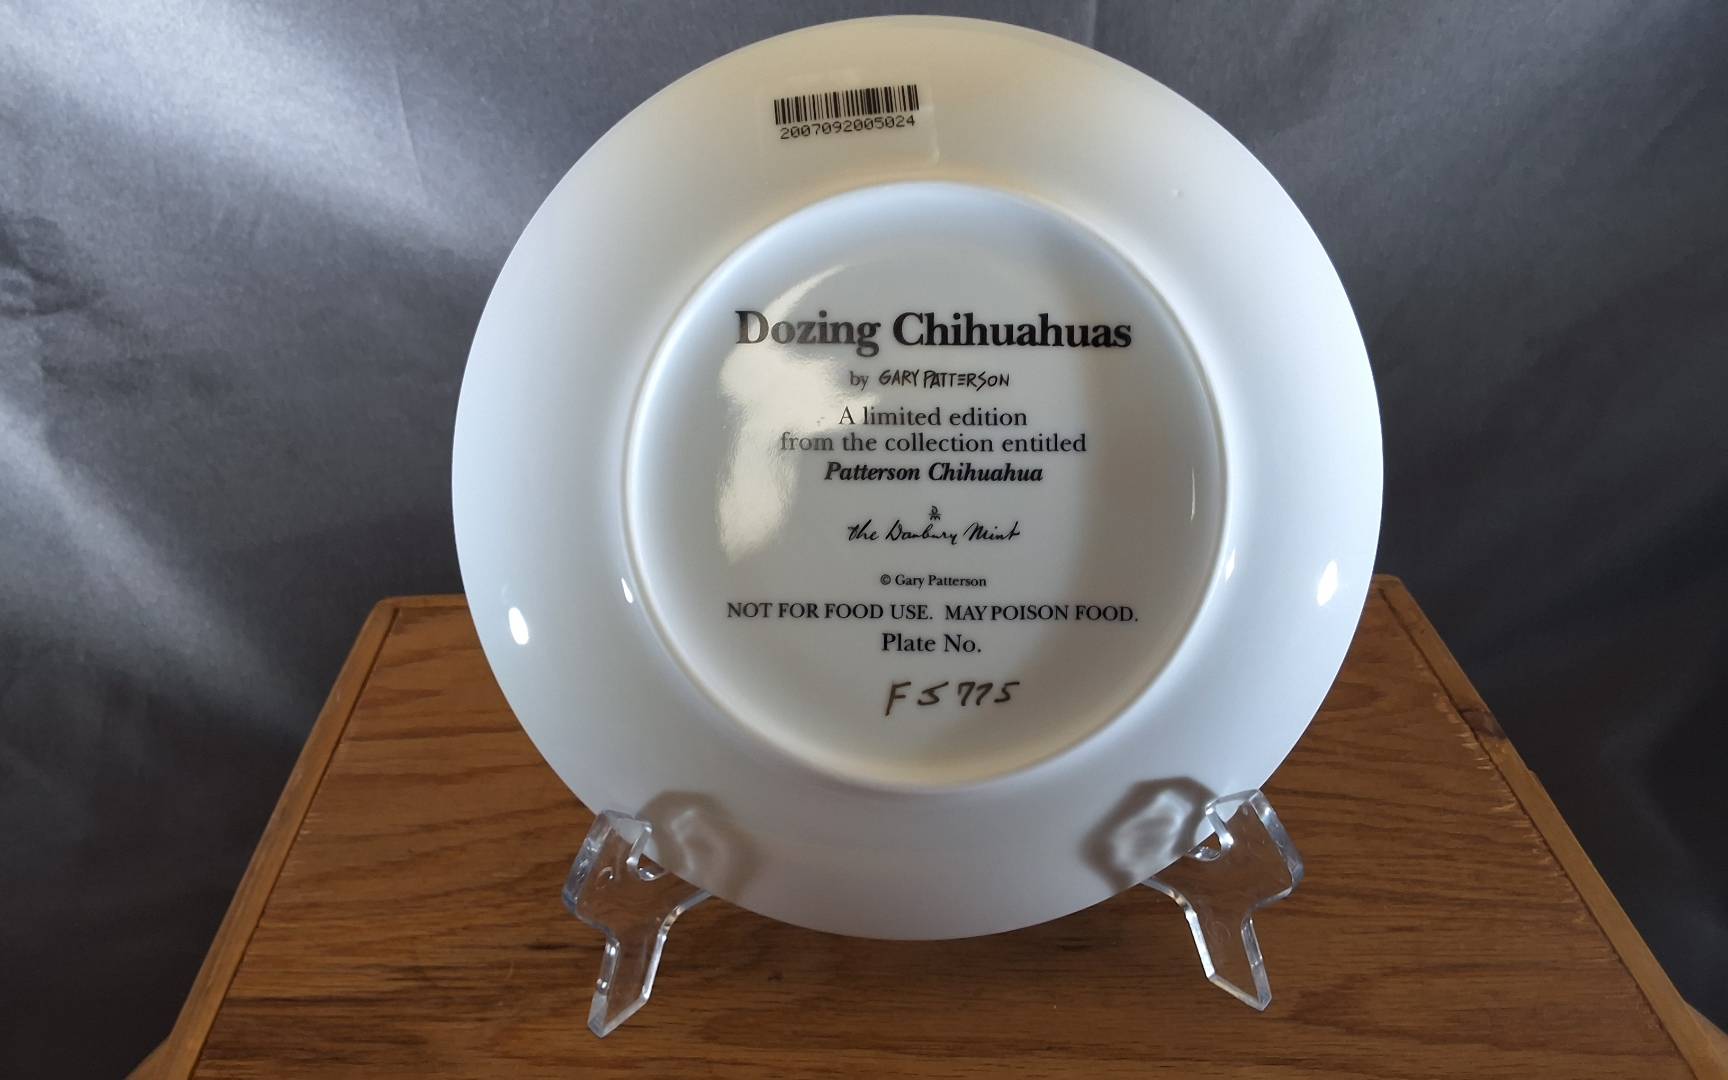 2007092005024
Dozing Chihuahuas
by GARY PATTERSON
A limited edition
from the collection entitled
Patterson Chihuahua
DM
the Danbury Mint
© Gary Patterson
NOT FOR FOOD USE. MAY POISON FOOD.
Plate No.
F5775